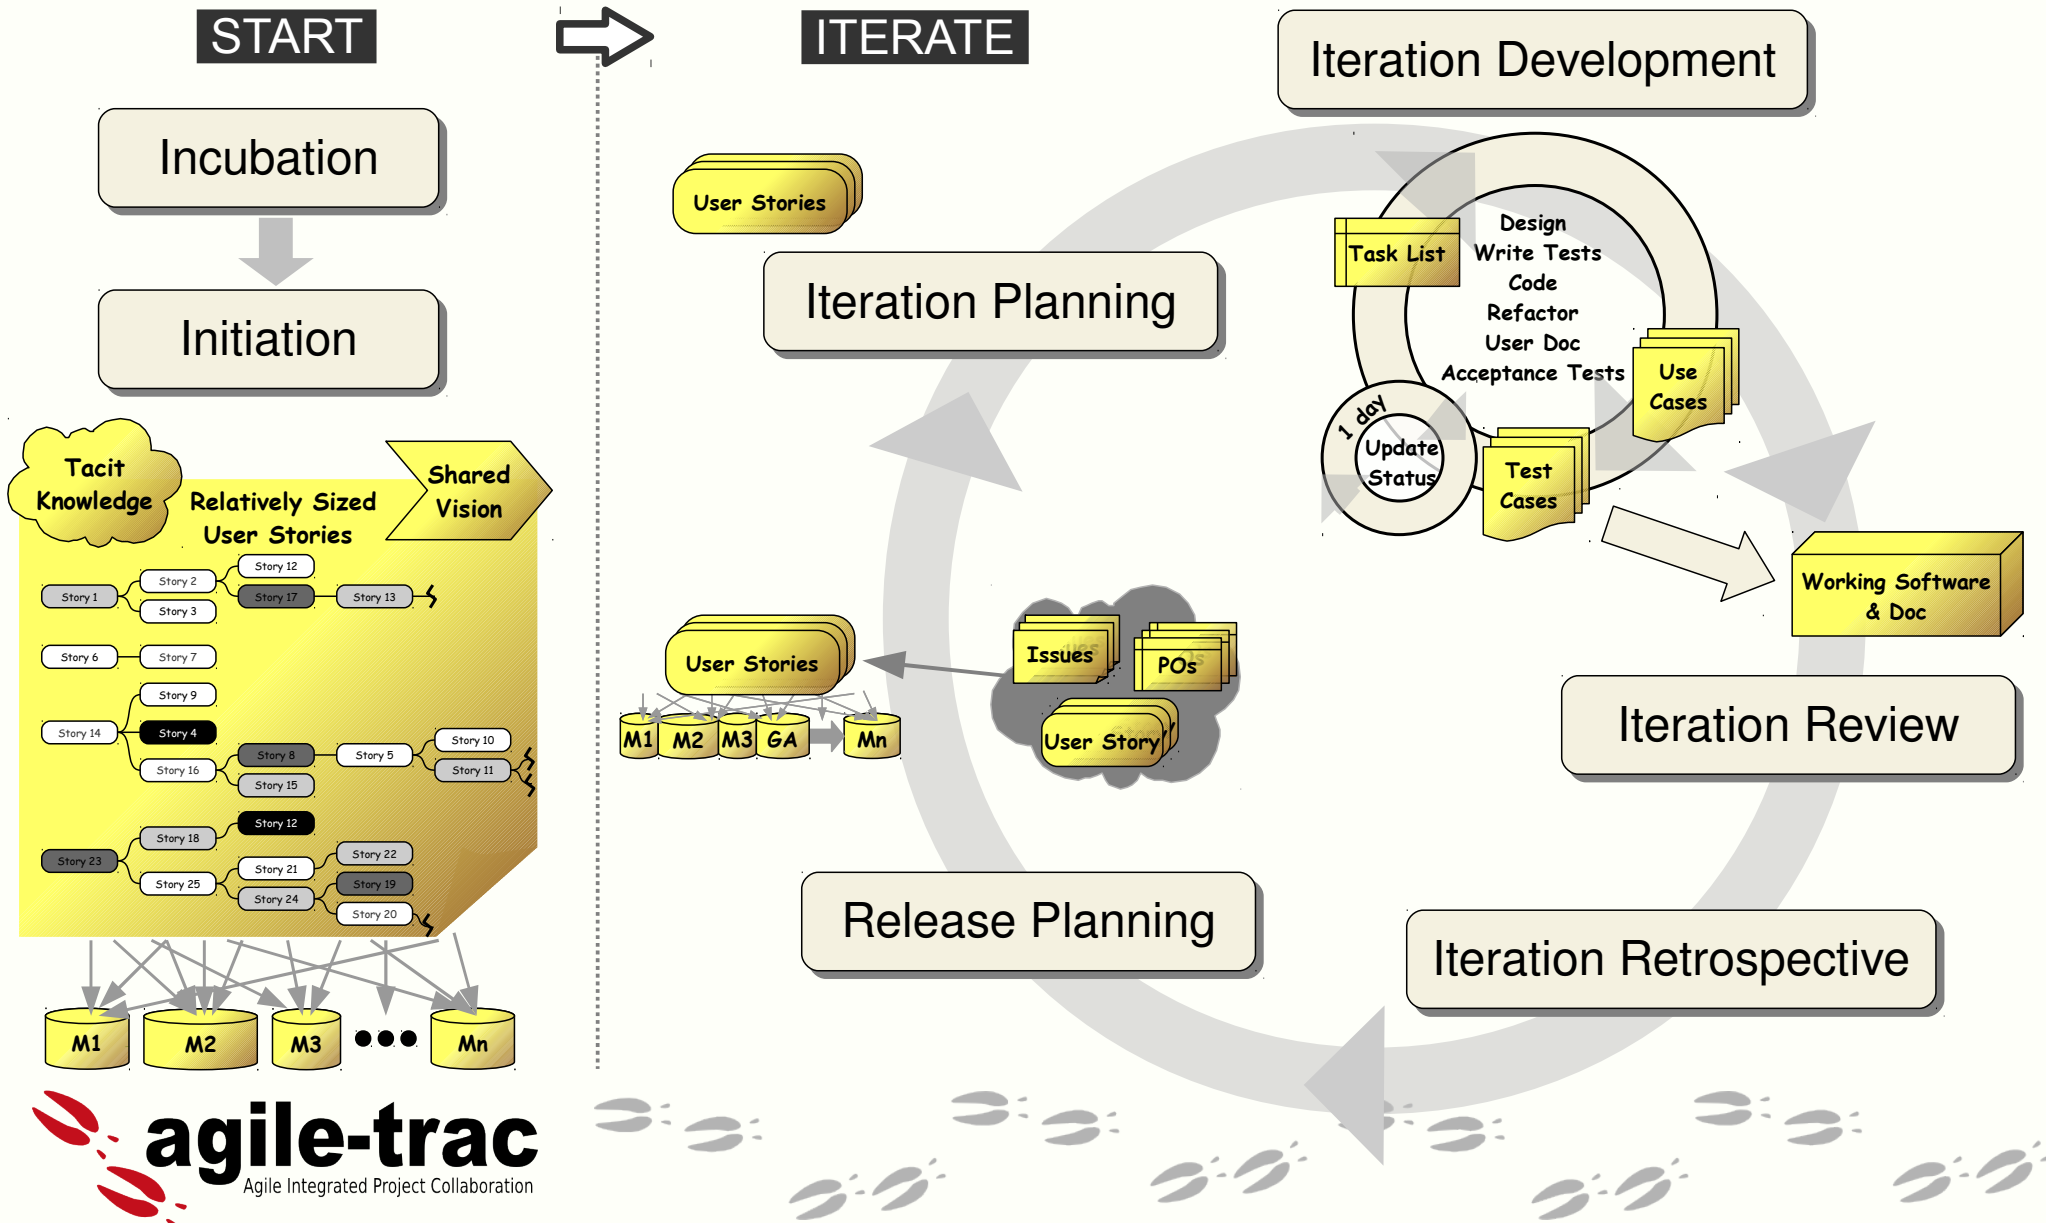 START
ITERATE
Incubation
Initiation
Tacit
Knowledge
Relatively Sized
User Stories
Shared
Vision
Story 12
Story 2
Story 1
Story 17
Story 13
Story 3
Story 6
Story 7
Story 9
Story 14
Story 4
Story 10
Story 8
Story 5
Story 16
Story 11
Story 15
Story 12
Story 18
Story 22
Story 23
Story 21
Story 25
Story 19
Story 24
Story 20
M1
M2
M3
Mn
agile-trac
Agile Integrated Project Collaboration
Iteration Development
User Stories
Iteration Planning
Task List
Design
Write Tests
Code
Refactor
User Doc
Acceptance Tests
Use
Cases
1 day
Update
Status
Test
Cases
Working Software
& Doc
Iteration Review
User Stories
M1
M2
M3
GA
Mn
Issues
POs
User Story
Release Planning
Iteration Retrospective